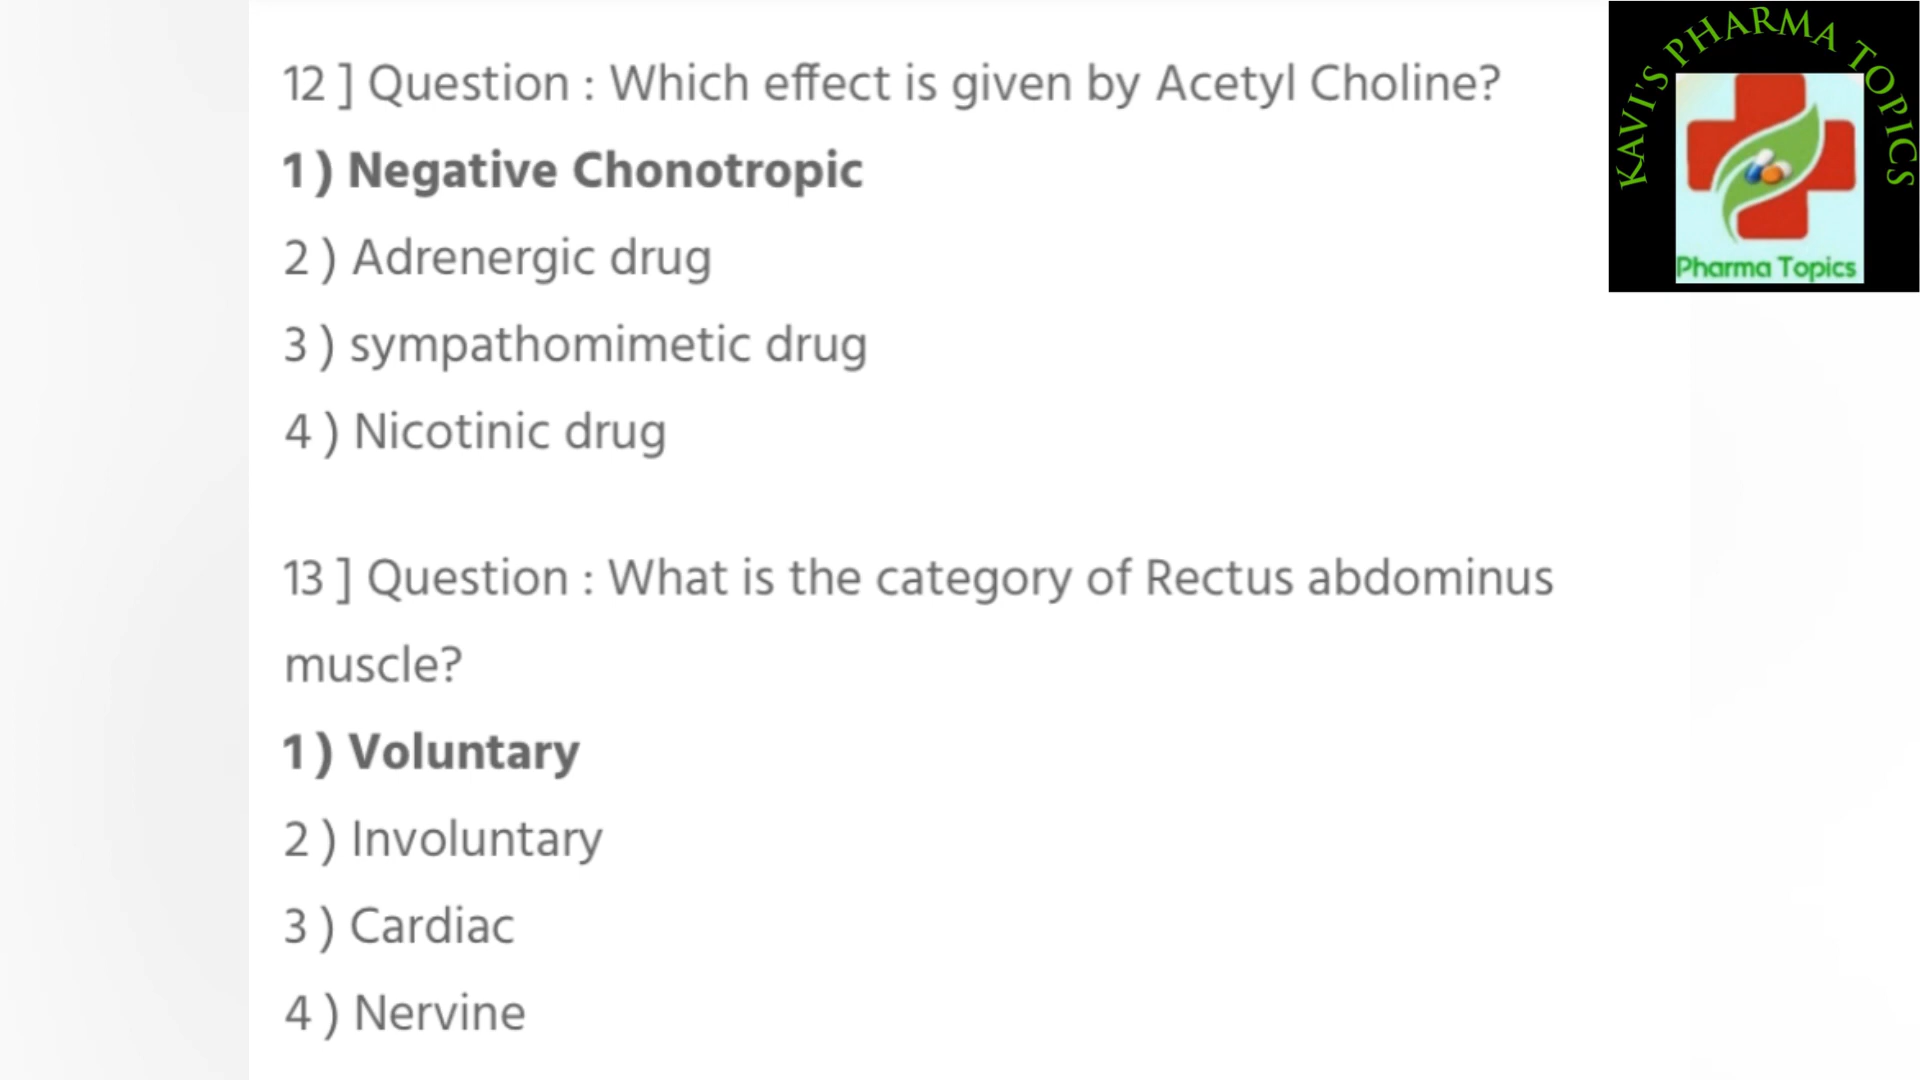 12 ] Question : Which effect is given by Acetyl Choline?
1 ) Negative Chonotropic
2 ) Adrenergic drug
3 ) sympathomimetic drug
4 ) Nicotinic drug
13 ] Question : What is the category of Rectus abdominus
muscle?
1 ) Voluntary
2 ) Involuntary
3 ) Cardiac
4 ) Nervine
KAVI'S PHARMA TOPICS
Pharma Topics